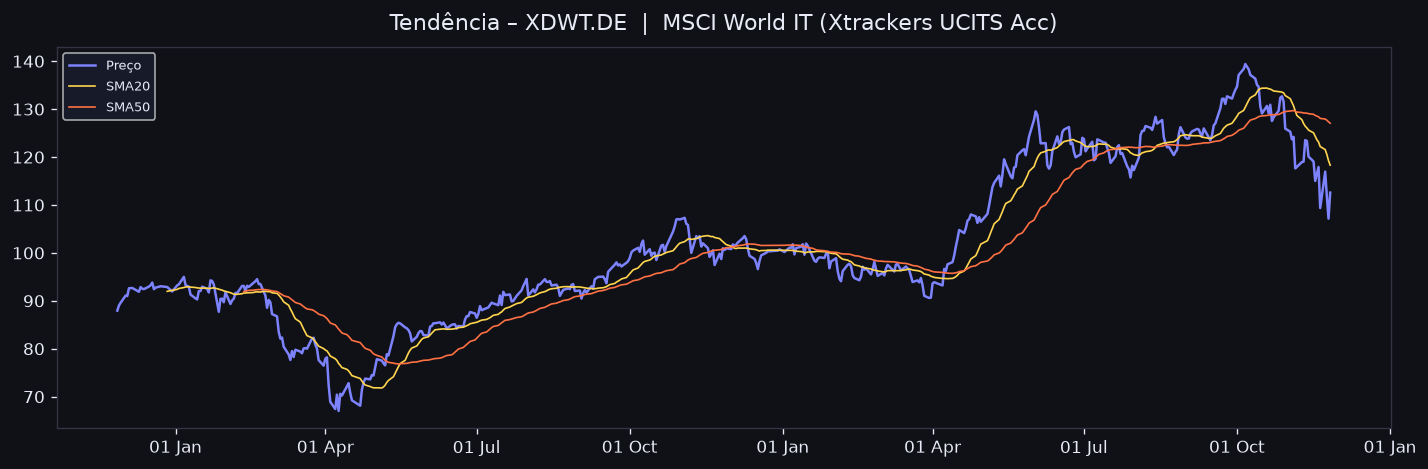 Tendência – XDWT.DE | MSCI World IT (Xtrackers UCITS Acc)
Preço
SMA20
SMA50
140
130
120
110
100
90
80
70
01 Jan 01 Apr 01 Jul 01 Oct 01 Jan 01 Apr 01 Jul 01 Oct 01 Jan